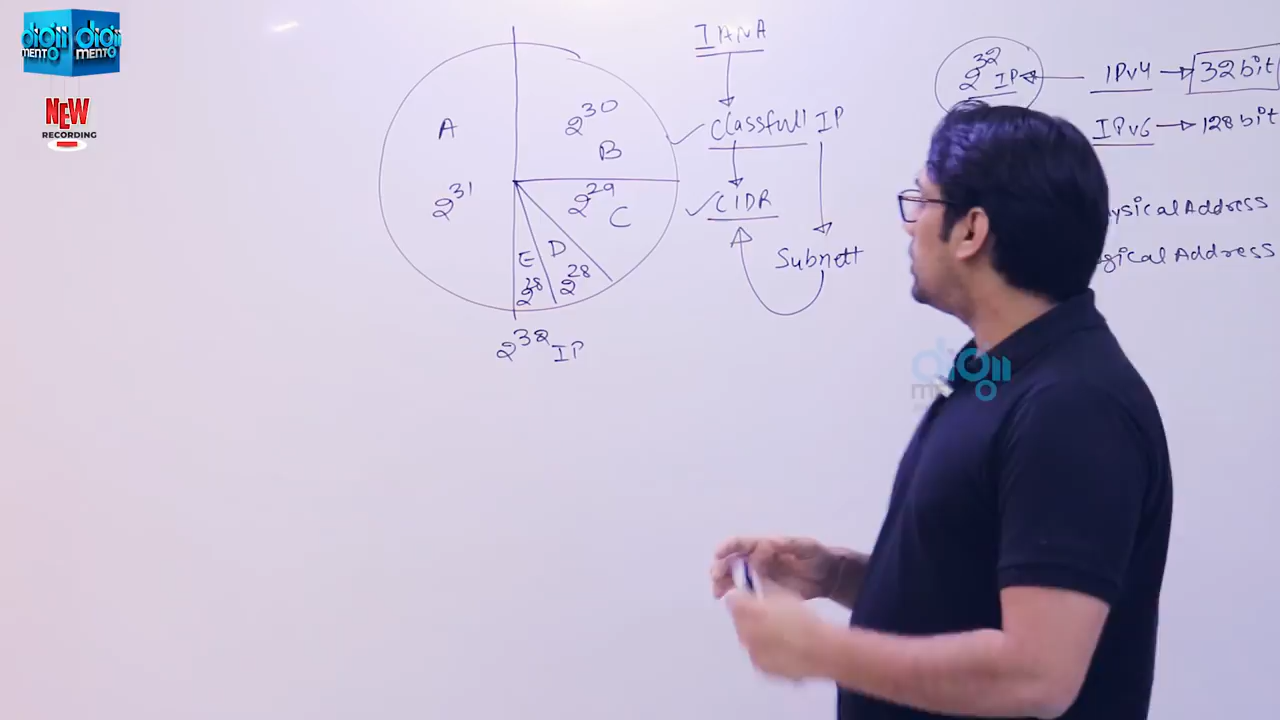 digii
MENTO
digii
MENTO
NEW
RECORDING
A
2^31
2^30
B
2^29
C
D
2^28
E
2^28
2^32 IP
IANA
Classfull IP
CIDR
Subnett
2^32 IP
IPv4 → 32 bit
IPv6 → 128 bit
ysical Address
gical Address